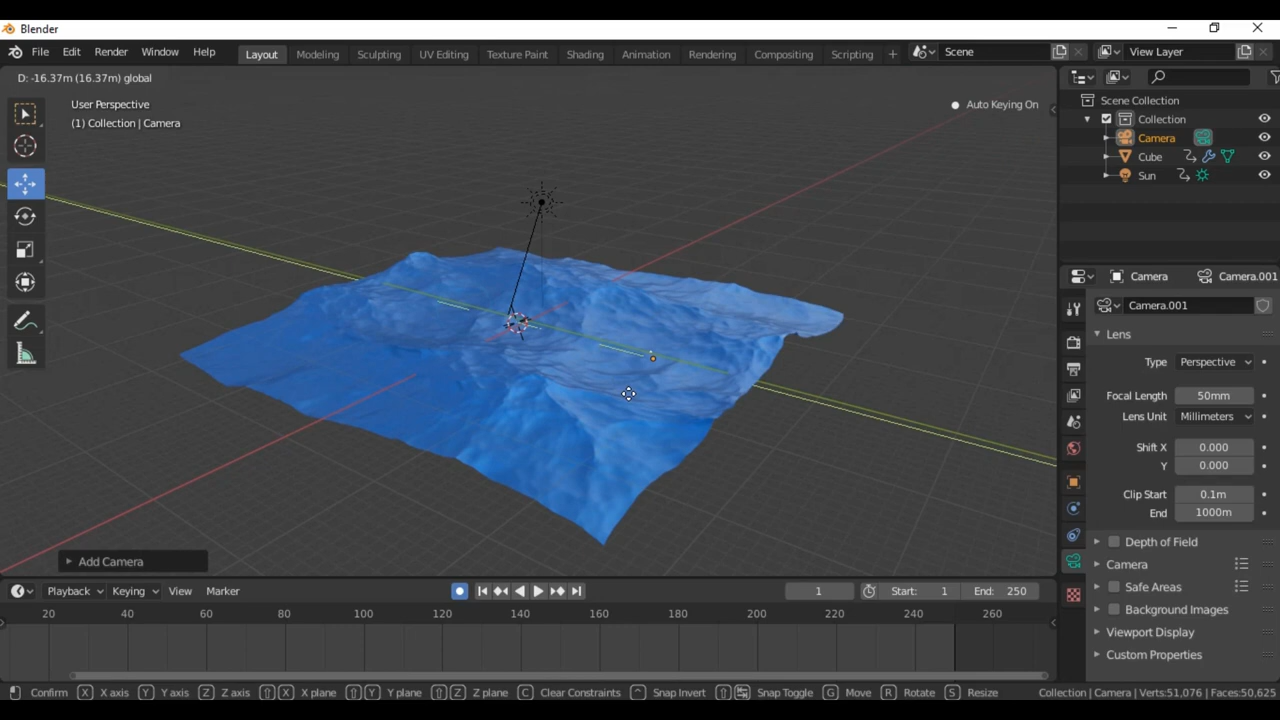 Blender
File Edit Render Window Help Layout Modeling Sculpting UV Editing Texture Paint Shading Animation Rendering Compositing Scripting + Scene View Layer
D: -16.37m (16.37m) global
User Perspective
(1) Collection | Camera
Auto Keying On
Scene Collection
Collection
Camera
Cube
Sun
Camera Camera.001
Camera.001
Lens
Type Perspective
Focal Length 50mm
Lens Unit Millimeters
Shift X 0.000
Y 0.000
Clip Start 0.1m
End 1000m
Depth of Field
Camera
Safe Areas
Background Images
Viewport Display
Custom Properties
Add Camera
Playback Keying View Marker 1 Start: 1 End: 250
20 40 60 80 100 120 140 160 180 200 220 240 260
Confirm X X axis Y Y axis Z Z axis X X plane Y Y plane Z Z plane C Clear Constraints ^ Snap Invert Snap Toggle G Move R Rotate S Resize Collection | Camera | Verts:51,076 | Faces:50,625